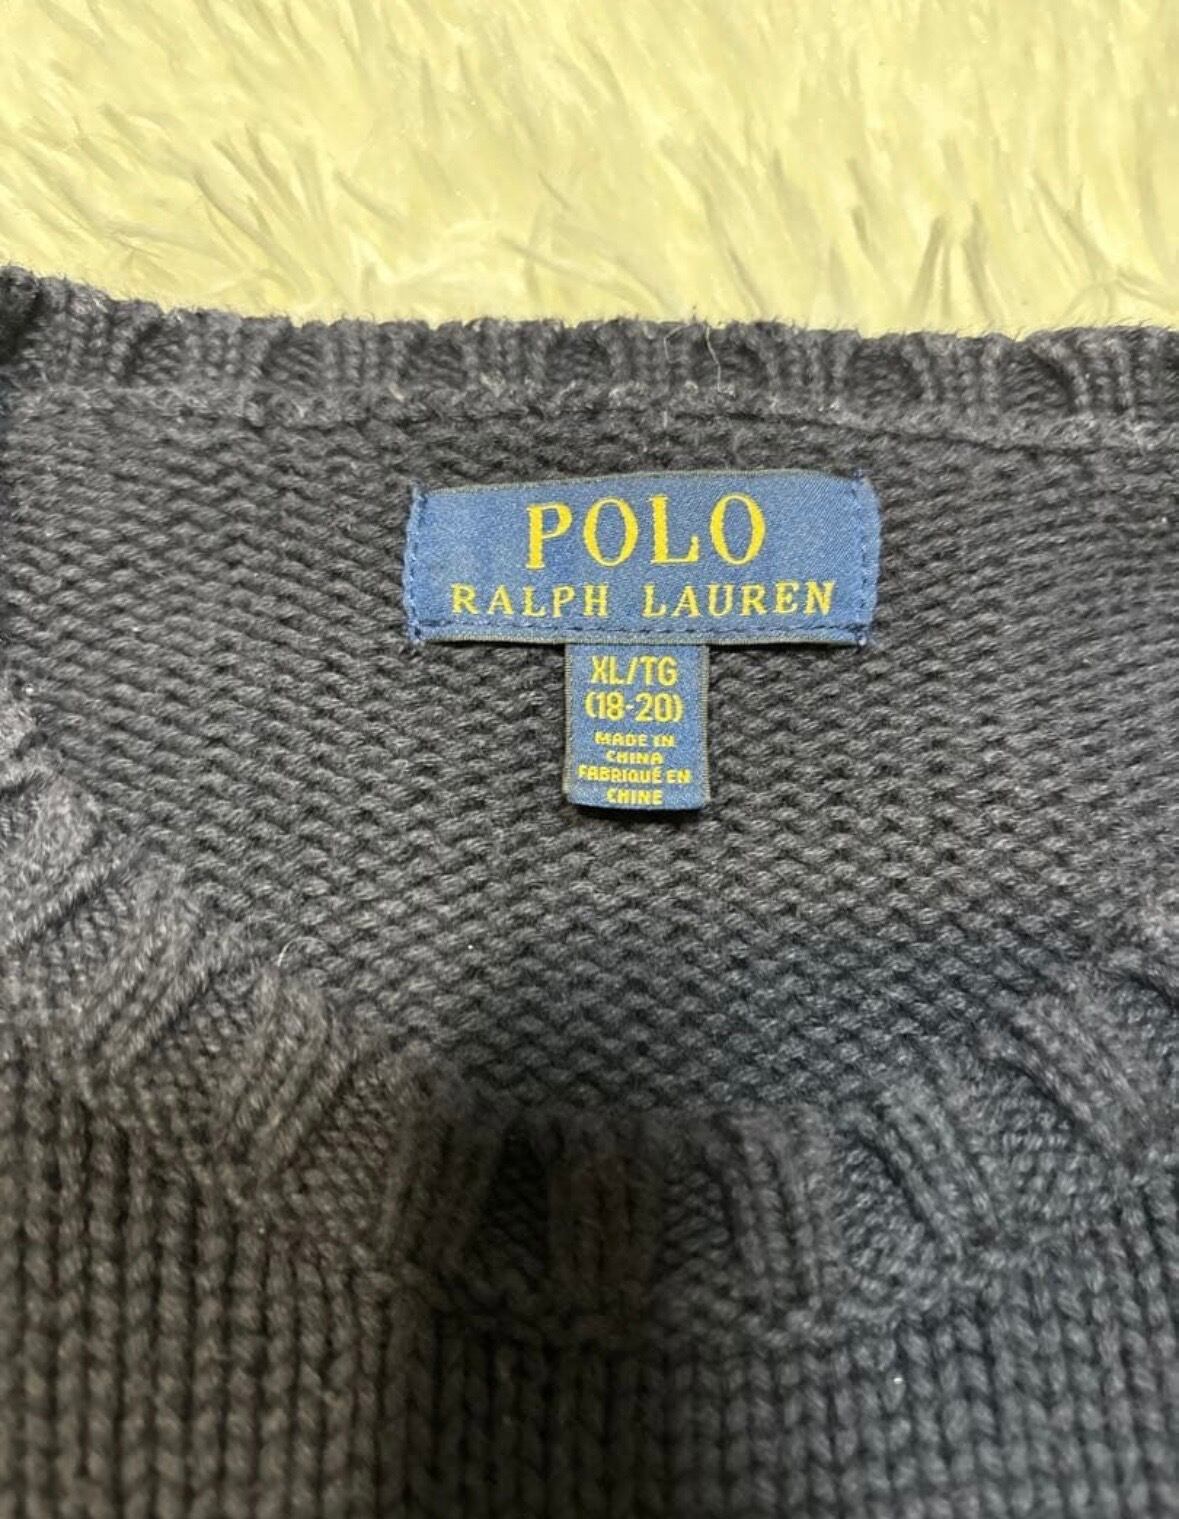 POLO
RALPH LAUREN
XL/TG
(18-20)
MADE IN
CHINA
FABRIQUÉ EN
CHINE